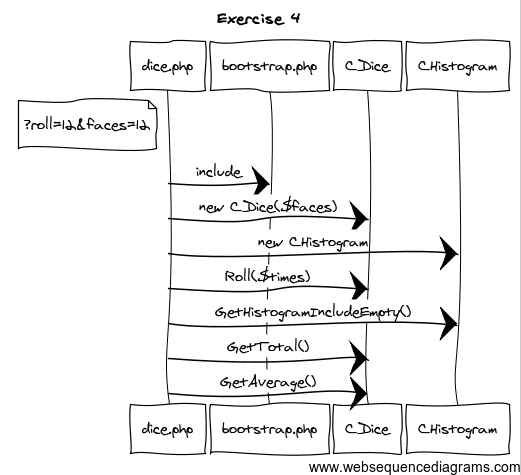 Exercise 4
dice.php bootstrap.php CDice CHistogram
?roll=12&faces=12
include
new CDice($faces)
new CHistogram
Roll($times)
GetHistogramIncludeEmpty()
GetTotal()
GetAverage()
dice.php bootstrap.php CDice CHistogram
www.websequencediagrams.com